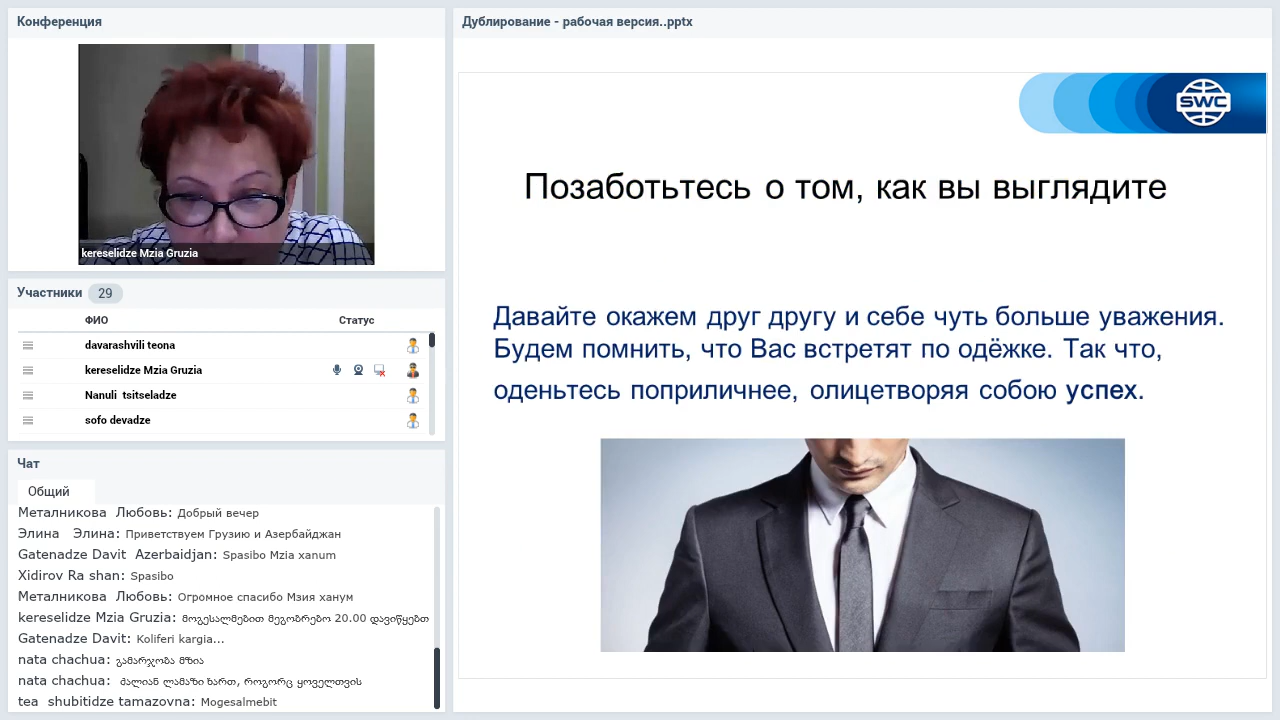 Конференция
kereselidze Mzia Gruzia
Участники 29
ФИО Статус
davarashvili teona
kereselidze Mzia Gruzia
Nanuli tsitseladze
sofo devadze
Чат
Общий
Металникова Любовь: Добрый вечер
Элина Элина: Приветствуем Грузию и Азербайджан
Gatenadze Davit Azerbaidjan: Spasibo Mzia xanum
Xidirov Ra shan: Spasibo
Металникова Любовь: Огромное спасибо Мзия ханум
kereselidze Mzia Gruzia: მოგესალმებით მეგობრებო 20.00 დავიწყებთ
Gatenadze Davit: Koliferi kargia...
nata chachua: გამარჯობა მზია
nata chachua: ძალიან ლამაზი ხართ, როგორც ყოველთვის
tea shubitidze tamazovna: Mogesalmebit
Дублирование - рабочая версия..pptx
SWC
Позаботьтесь о том, как вы выглядите
Давайте окажем друг другу и себе чуть больше уважения.
Будем помнить, что Вас встретят по одёжке. Так что,
оденьтесь поприличнее, олицетворяя собою успех.